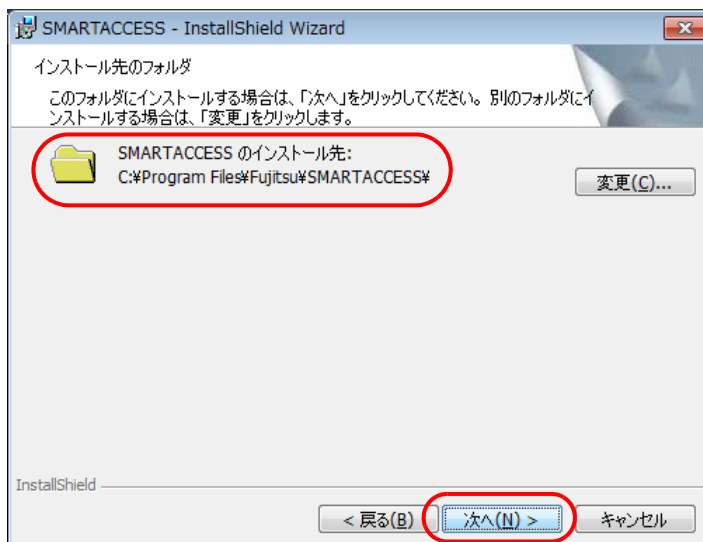 SMARTACCESS - InstallShield Wizard
インストール先のフォルダ
このフォルダにインストールする場合は、「次へ」をクリックしてください。別のフォルダにイ
ンストールする場合は、「変更」をクリックします。
SMARTACCESS のインストール先:
C:¥Program Files¥Fujitsu¥SMARTACCESS¥
変更(C)...
InstallShield
< 戻る(B)
次へ(N) >
キャンセル